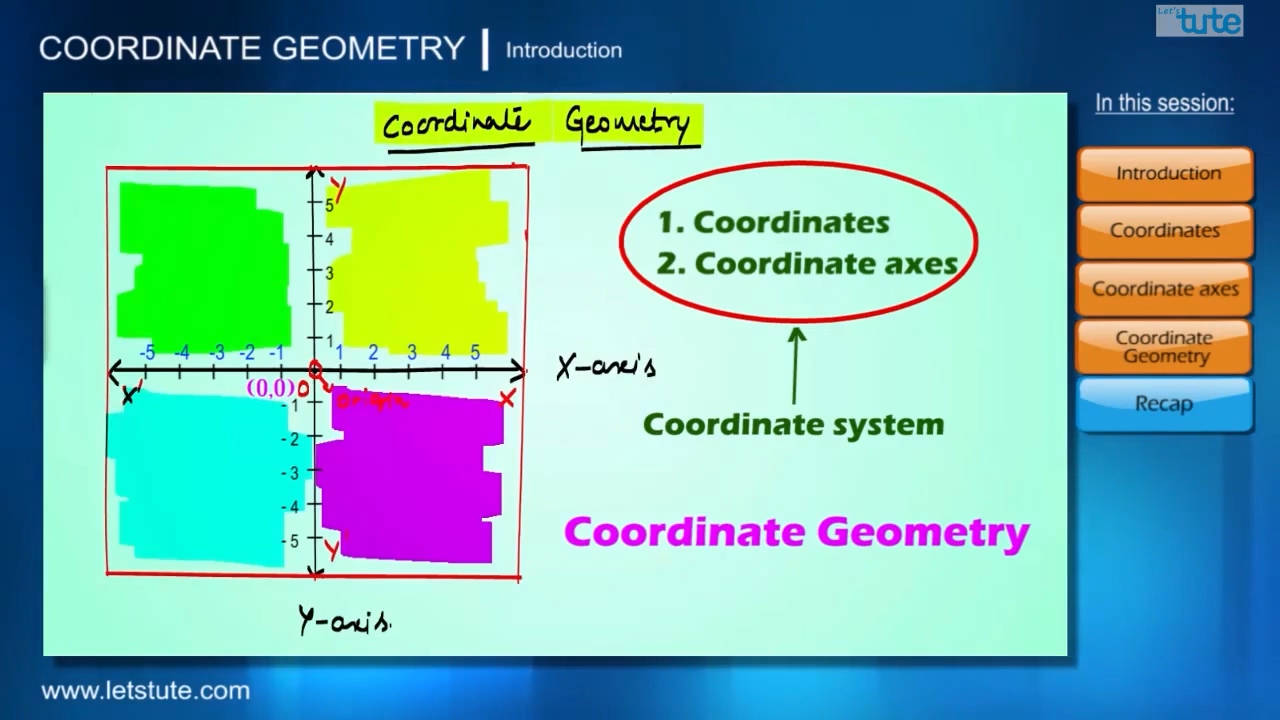 Let's tute
COORDINATE GEOMETRY | Introduction
In this session:
Introduction
Coordinates
Coordinate axes
Coordinate
Geometry
Recap
Coordinate Geometry
Y
5
4
3
2
1
-5 -4 -3 -2 -1 1 2 3 4 5
X-axis
X' (0,0) O origin X
-1
-2
-3
-4
-5
Y
Y-axis.
1. Coordinates
2. Coordinate axes
Coordinate system
Coordinate Geometry
www.letstute.com